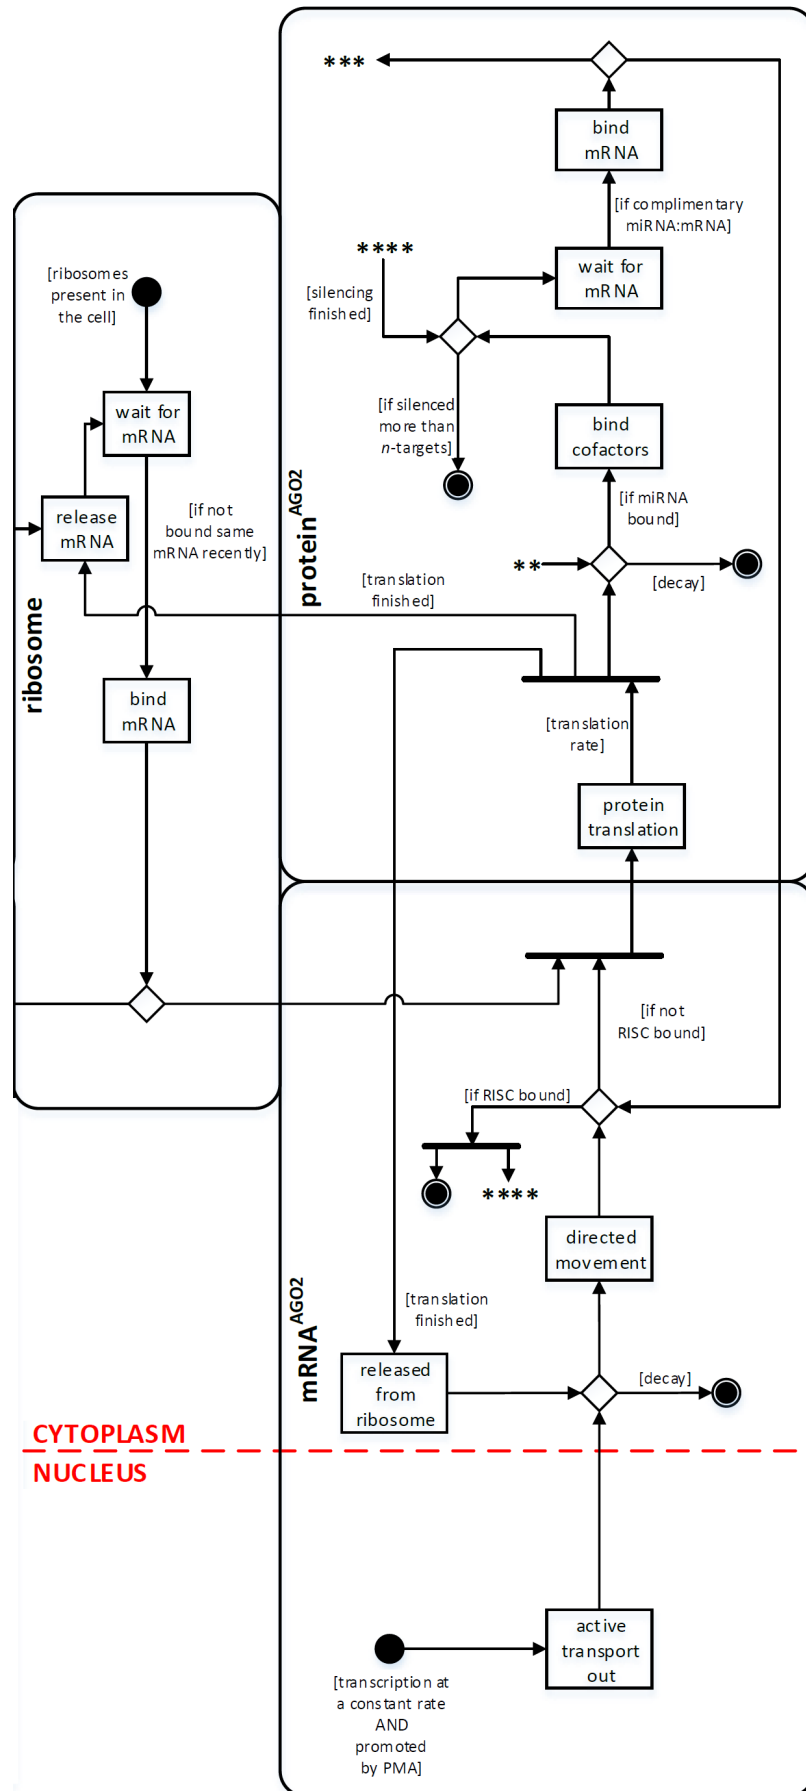 ***
bind
mRNA
[if complimentary
miRNA:mRNA]
****
wait for
mRNA
[silencing
finished]
[ribosomes
present in
the cell]
wait for
mRNA
[if silenced
more than
n-targets]
bind
cofactors
[if not
bound same
mRNA recently]
release
mRNA
[if miRNA
bound]
**
[decay]
protein^AGO2
[translation
finished]
ribosome
bind
mRNA
[translation
rate]
protein
translation
[if not
RISC bound]
[if RISC bound]
****
directed
movement
mRNA^AGO2
[translation
finished]
released
from
ribosome
[decay]
CYTOPLASM
NUCLEUS
active
transport
out
[transcription at
a constant rate
AND
promoted
by PMA]